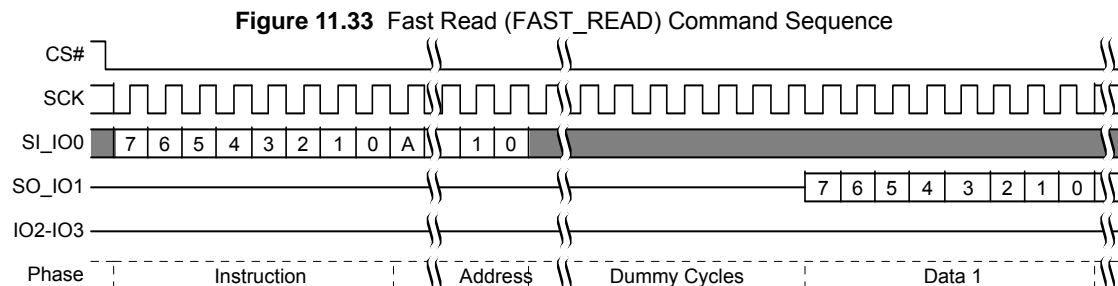 Figure 11.33 Fast Read (FAST_READ) Command Sequence
CS#
SCK
SI_IO0 7 6 5 4 3 2 1 0 A 1 0
SO_IO1 7 6 5 4 3 2 1 0
IO2-IO3
Phase Instruction Address Dummy Cycles Data 1